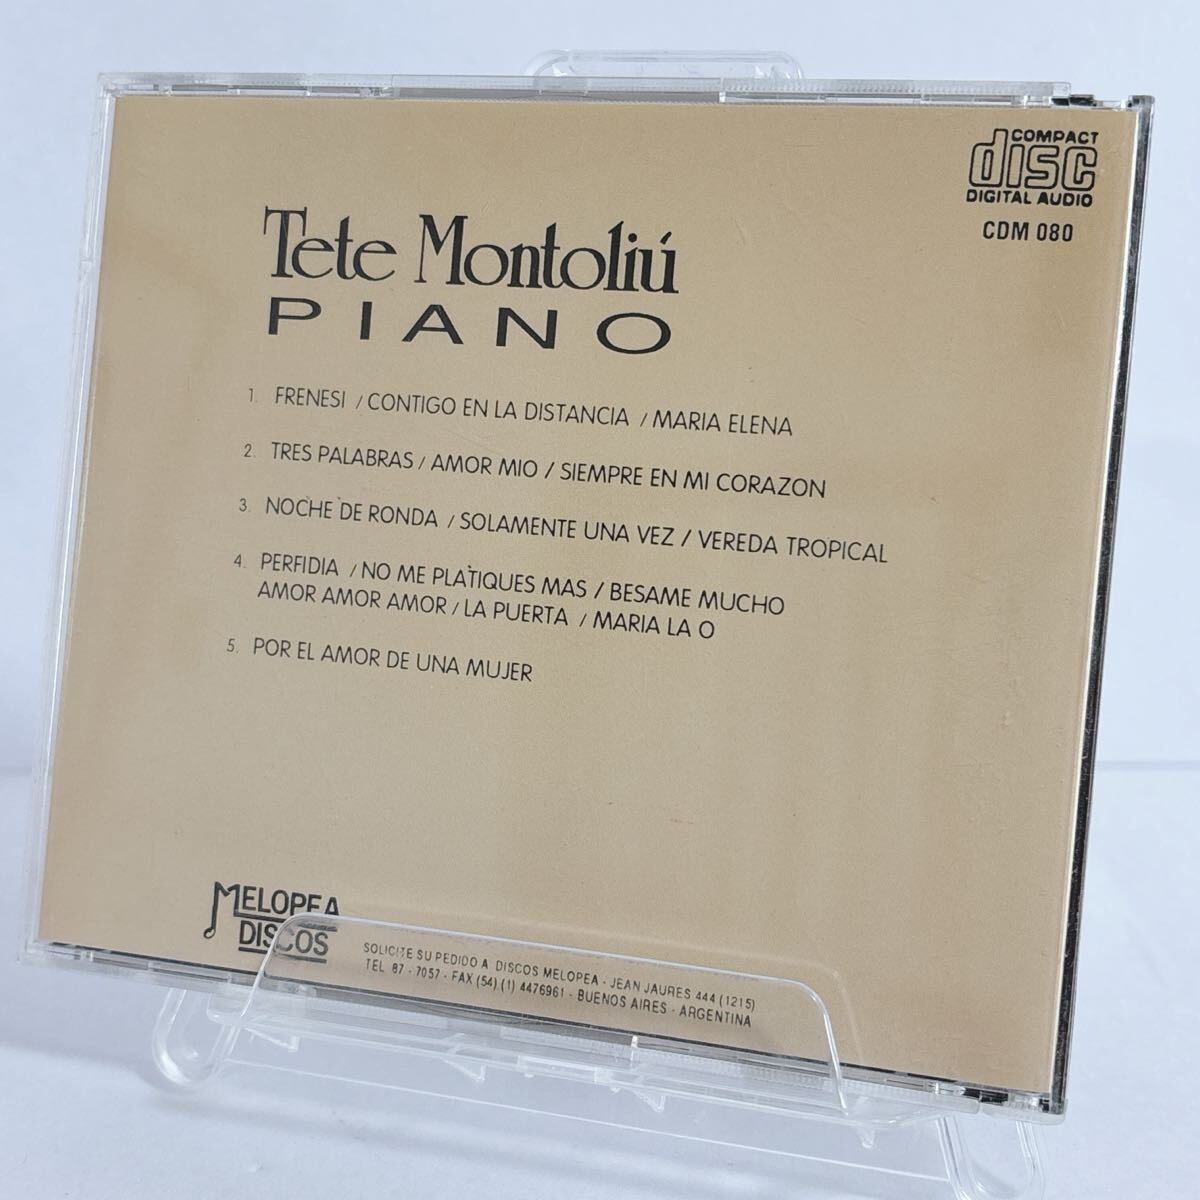 COMPACT
disc
DIGITAL AUDIO
CDM 080
Tete Montoliú
PIANO
1. FRENESI / CONTIGO EN LA DISTANCIA / MARIA ELENA
2. TRES PALABRAS / AMOR MIO / SIEMPRE EN MI CORAZON
3. NOCHE DE RONDA / SOLAMENTE UNA VEZ / VEREDA TROPICAL
4. PERFIDIA / NO ME PLATIQUES MAS / BESAME MUCHO
AMOR AMOR AMOR / LA PUERTA / MARIA LA O
5. POR EL AMOR DE UNA MUJER
MELOPEA
DISCOS
SOLICITE SU PEDIDO A DISCOS MELOPEA - JEAN JAURES 444 (1215)
TEL 87 - 7057 - FAX (54) (1) 4476961 - BUENOS AIRES - ARGENTINA